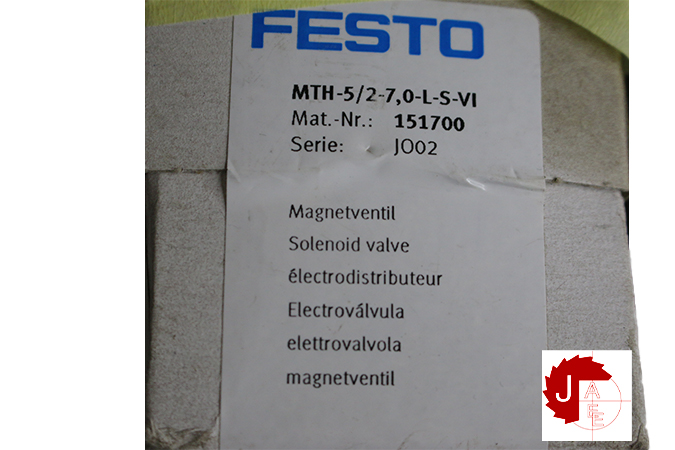 FESTO
MTH-5/2-7,0-L-S-VI
Mat.-Nr.: 151700
Serie: JO02
Magnetventil
Solenoid valve
électrodistributeur
Electroválvula
elettrovalvola
magnetventil
J
A
E E